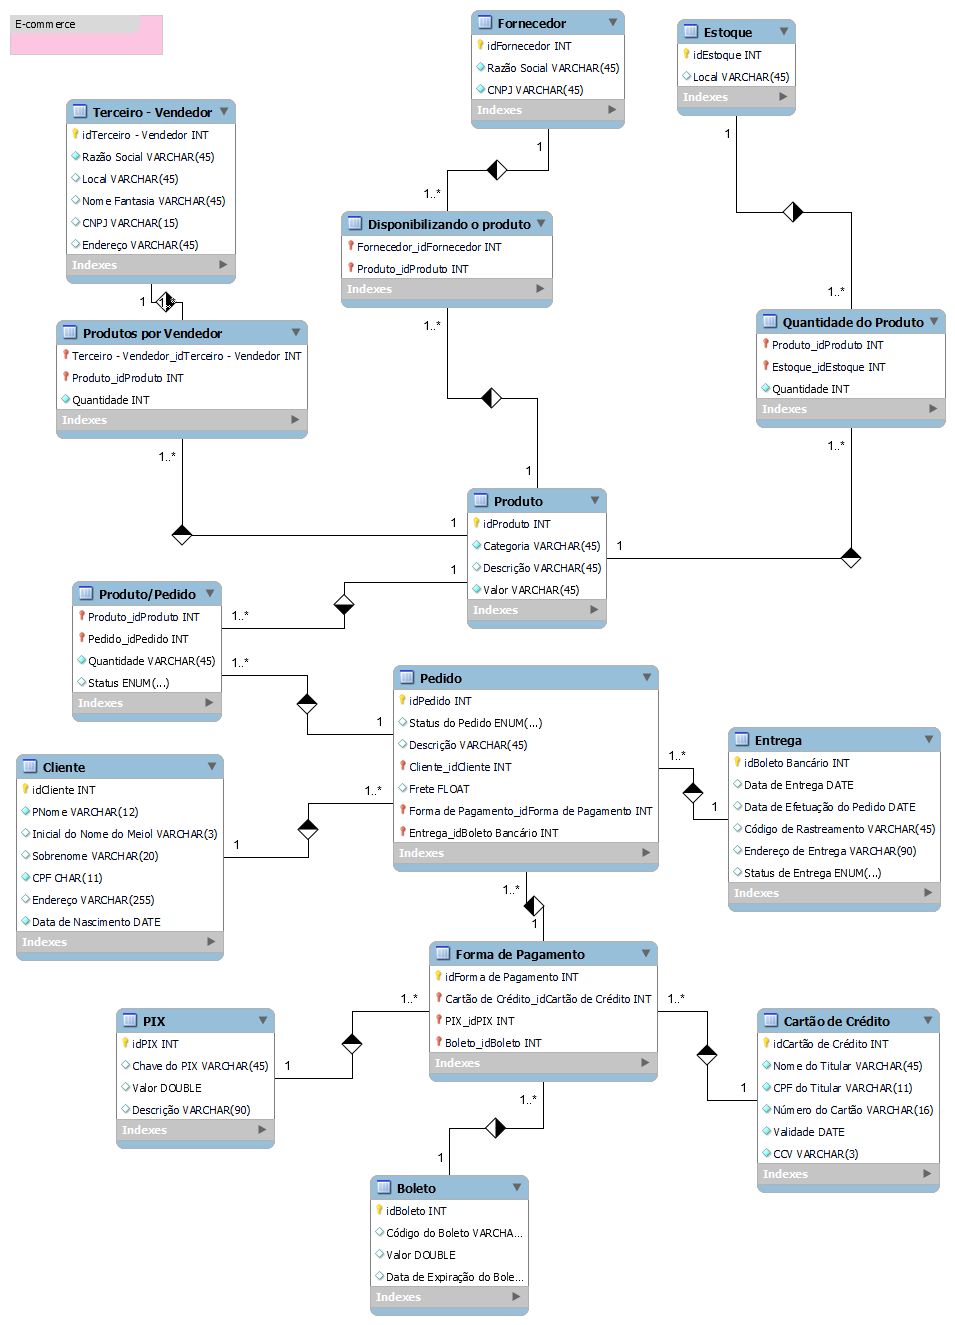 E-commerce
Fornecedor
idFornecedor INT
Razão Social VARCHAR(45)
CNPJ VARCHAR(45)
Indexes
Estoque
idEstoque INT
Local VARCHAR(45)
Indexes
Terceiro - Vendedor
idTerceiro - Vendedor INT
Razão Social VARCHAR(45)
Local VARCHAR(45)
Nome Fantasia VARCHAR(45)
CNPJ VARCHAR(15)
Endereço VARCHAR(45)
Indexes
1
1
1..*
1
Disponibilizando o produto
Fornecedor_idFornecedor INT
Produto_idProduto INT
Indexes
1..*
1
1..*
Produtos por Vendedor
Terceiro - Vendedor_idTerceiro - Vendedor INT
Produto_idProduto INT
Quantidade INT
Indexes
1..*
Quantidade do Produto
Produto_idProduto INT
Estoque_idEstoque INT
Quantidade INT
Indexes
1..*
1
1
1
Produto
idProduto INT
Categoria VARCHAR(45)
Descrição VARCHAR(45)
Valor VARCHAR(45)
Indexes
Produto/Pedido
Produto_idProduto INT
Pedido_idPedido INT
Quantidade VARCHAR(45)
Status ENUM(...)
Indexes
1..*
1..*
1
Pedido
idPedido INT
Status do Pedido ENUM(...)
Descrição VARCHAR(45)
Cliente_idCliente INT
Frete FLOAT
Forma de Pagamento_idForma de Pagamento INT
Entrega_idBoleto Bancário INT
Indexes
1..*
1
Entrega
idBoleto Bancário INT
Data de Entrega DATE
Data de Efetuação do Pedido DATE
Código de Rastreamento VARCHAR(45)
Endereço de Entrega VARCHAR(90)
Status de Entrega ENUM(...)
Indexes
Cliente
idCliente INT
PNome VARCHAR(12)
Inicial do Nome do Meiol VARCHAR(3)
Sobrenome VARCHAR(20)
CPF CHAR(11)
Endereço VARCHAR(255)
Data de Nascimento DATE
Indexes
1..*
1
1..*
1
Forma de Pagamento
idForma de Pagamento INT
Cartão de Crédito_idCartão de Crédito INT
PIX_idPIX INT
Boleto_idBoleto INT
Indexes
1..*
1..*
1
1
1..*
1
PIX
idPIX INT
Chave do PIX VARCHAR(45)
Valor DOUBLE
Descrição VARCHAR(90)
Indexes
Cartão de Crédito
idCartão de Crédito INT
Nome do Titular VARCHAR(45)
CPF do Titular VARCHAR(11)
Número do Cartão VARCHAR(16)
Validade DATE
CCV VARCHAR(3)
Indexes
Boleto
idBoleto INT
Código do Boleto VARCHA...
Valor DOUBLE
Data de Expiração do Bole...
Indexes